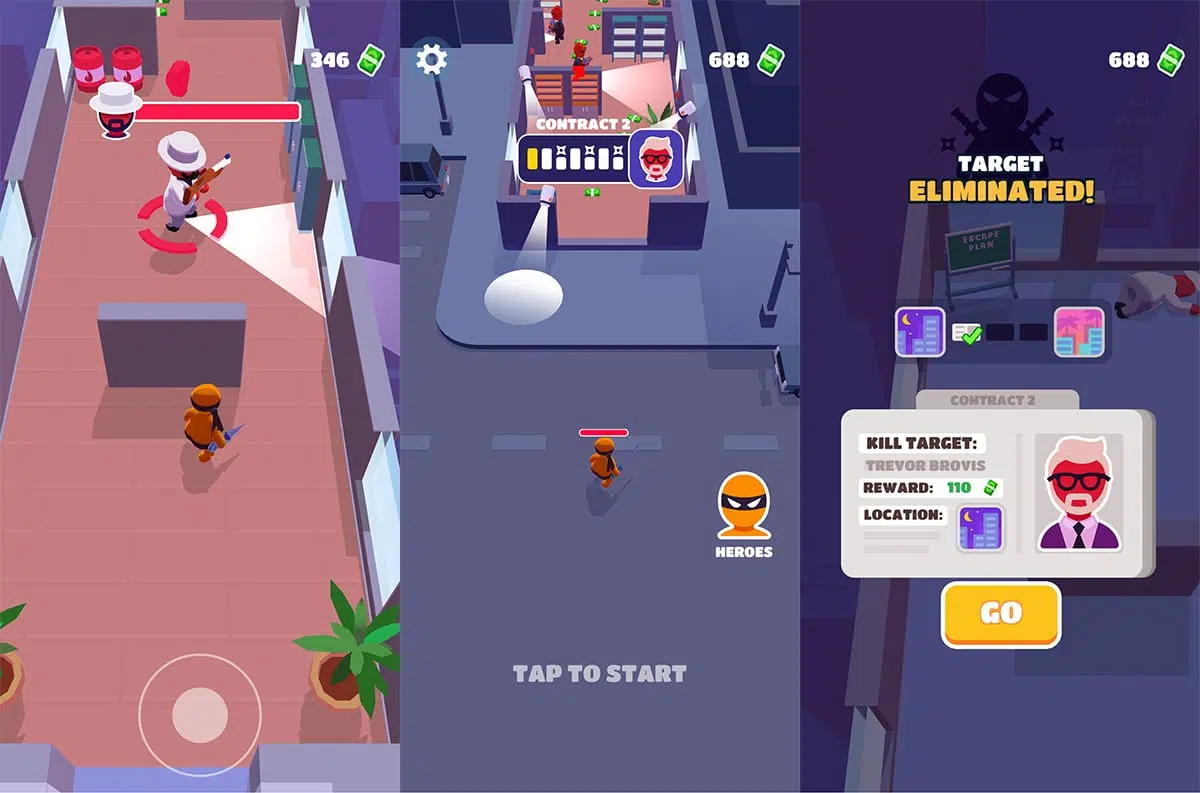 346
688
CONTRACT 2
HEROES
TAP TO START
688
TARGET
ELIMINATED!
ESCAPE
PLAN
CONTRACT 2
KILL TARGET:
TREVOR BROVIS
REWARD: 110
LOCATION:
GO